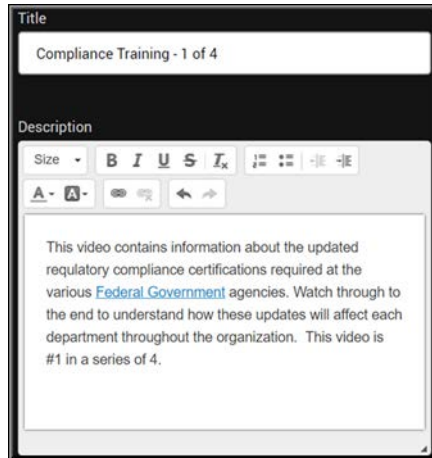 Title
Compliance Training - 1 of 4
Description
Size B I U S Tx
A A
This video contains information about the updated
requlatory compliance certifications required at the
various Federal Government agencies. Watch through to
the end to understand how these updates will affect each
department throughout the organization. This video is
#1 in a series of 4.